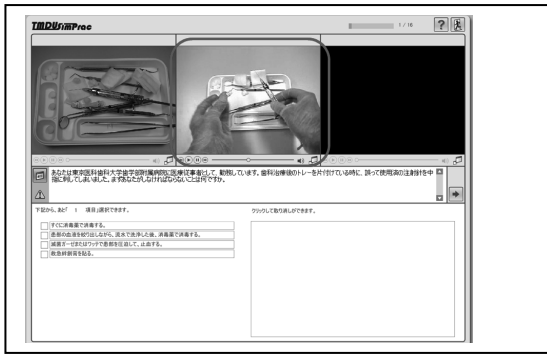 TMDUSimProc
1 / 16
?
あなたは東京医科歯科大学歯学部附属病院に医療従事者として、勤務しています。歯科治療後のトレーを片付けている時に、誤って使用済の注射針を中
指に刺してしまいました。まずあなたがしなければならないことは何ですか。
下記から、あと「 1 項目」選択できます。
クリックして取り消しができます。
すぐに消毒薬で消毒する。
患部の血液を絞り出しながら、流水で洗浄した後、消毒薬で消毒する。
滅菌ガーゼまたはワッテで患部を圧迫して、止血する。
救急絆創膏を貼る。